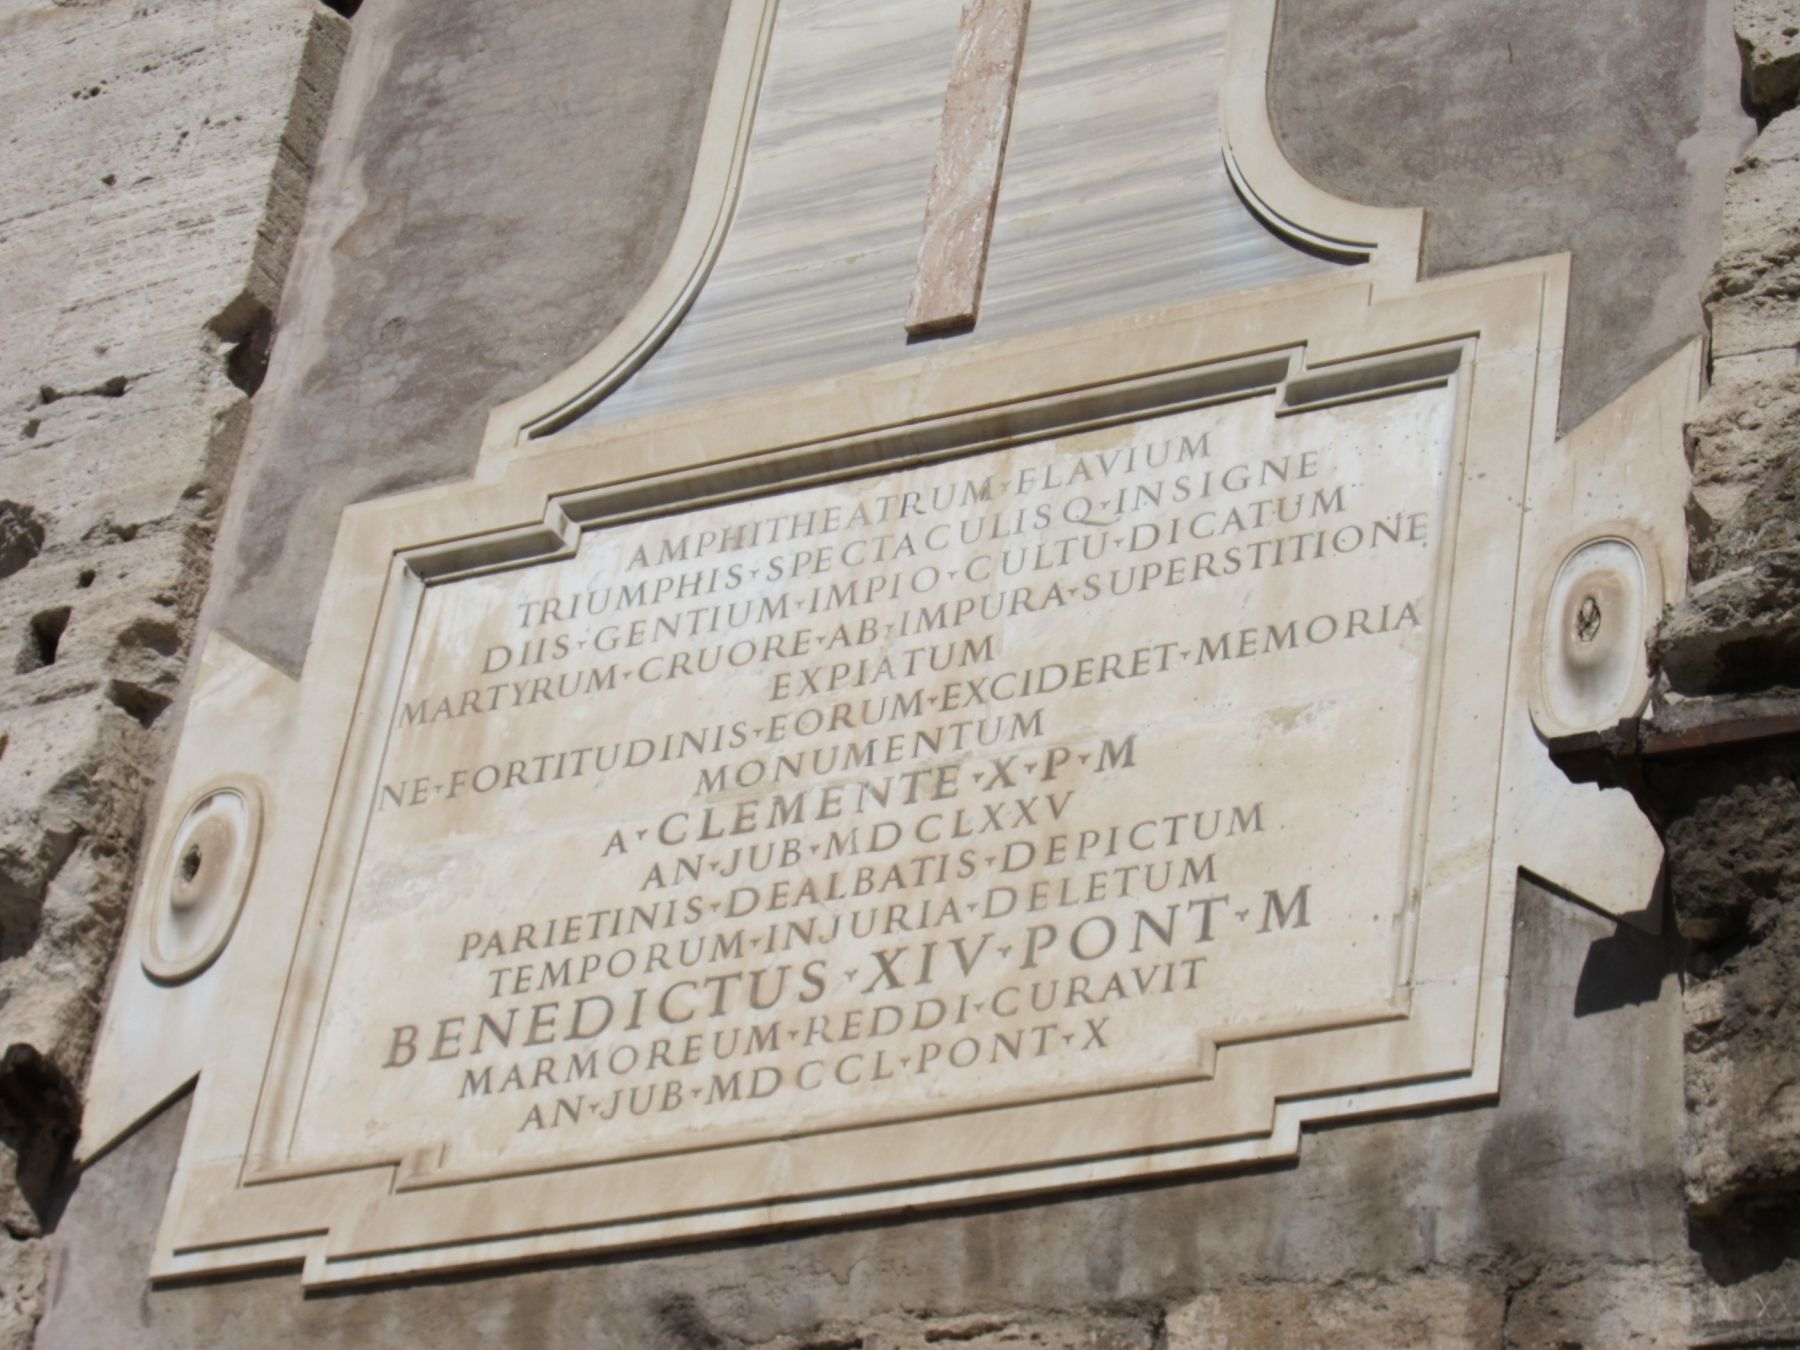 AMPHITHEATRUM·FLAVIUM
TRIUMPHIS·SPECTACULISQ·INSIGNE
DIIS·GENTIUM·IMPIO·CULTU·DICATUM
MARTYRUM·CRUORE·AB·IMPURA·SUPERSTITIONE
EXPIATUM
NE·FORTITUDINIS·EORUM·EXCIDERET·MEMORIA
MONUMENTUM
A·CLEMENTE·X·P·M
AN·JUB·MDCLXXV
PARIETINIS·DEALBATIS·DEPICTUM
TEMPORUM·INJURIA·DELETUM
BENEDICTUS·XIV·PONT·M
MARMOREUM·REDDI·CURAVIT
AN·JUB·MDCCL·PONT·X